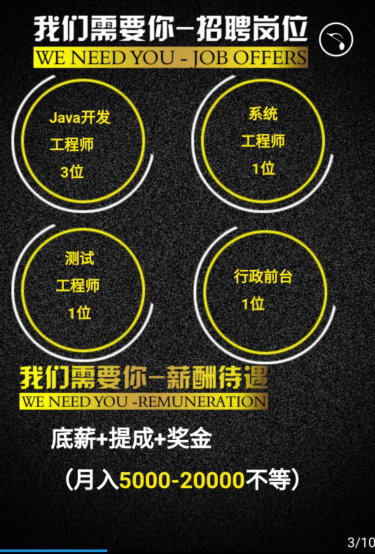 我们需要你-招聘岗位
WE NEED YOU - JOB OFFERS
Java开发
工程师
3位
系统
工程师
1位
测试
工程师
1位
行政前台
1位
我们需要你-薪酬待遇
WE NEED YOU -REMUNERATION
底薪+提成+奖金
（月入5000-20000不等）
3/10